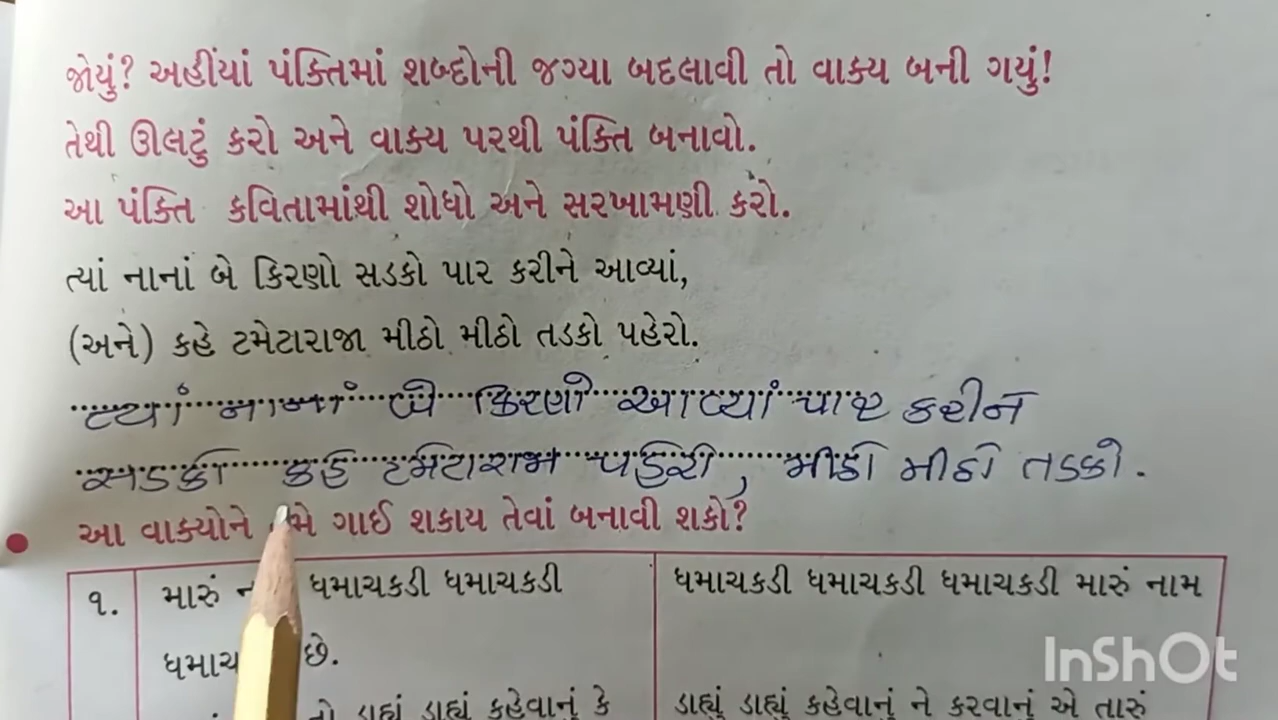 જોયું? અહીંયાં પંક્તિમાં શબ્દોની જગ્યા બદલાવી તો વાક્ય બની ગયું!
તેથી ઊલટું કરો અને વાક્ય પરથી પંક્તિ બનાવો.
આ પંક્તિ કવિતામાંથી શોધો અને સરખામણી કરો.
ત્યાં નાનાં બે કિરણો સડકો પાર કરીને આવ્યાં,
(અને) કહે ટમેટારાજા મીઠો મીઠો તડકો પહેરો.
ત્યાં નાનાં બે કિરણો આવ્યાં પાર કરીને
સડકો કહે ટમેટારાજા પહેરો, મીઠો મીઠો તડકો.
આ વાક્યોને ગાઈ શકાય તેવાં બનાવી શકો?
૧. મારું ધમાચકડી ધમાચકડી ધમાચકડી ધમાચકડી ધમાચકડી મારું નામ
છે.
ડાહ્યું ડાહ્યું કહેવાનું કે ડાહ્યું ડાહ્યું કહેવાનું ને કરવાનું એ તારું
InShOt